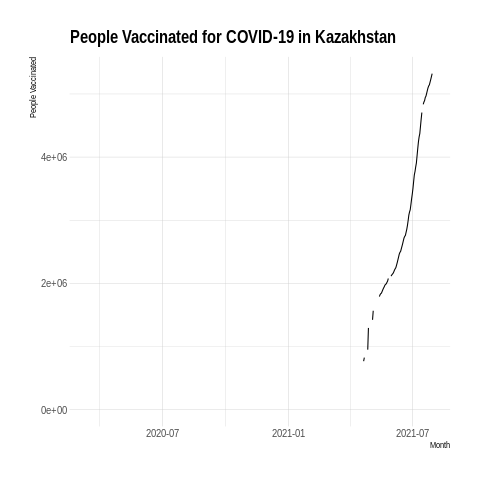 People Vaccinated for COVID-19 in Kazakhstan
People Vaccinated
4e+06
2e+06
0e+00
2020-07
2021-01
2021-07
Month